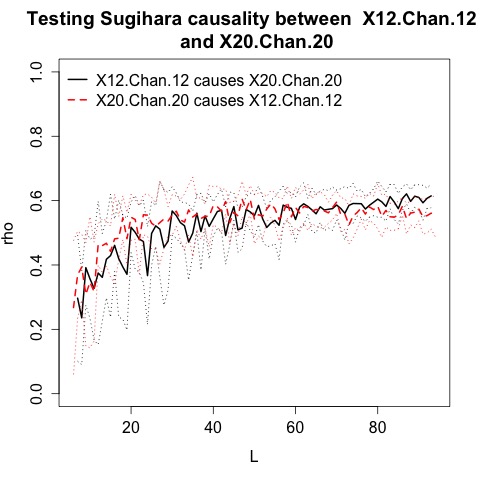 Testing Sugihara causality between  X12.Chan.12
and X20.Chan.20
X12.Chan.12 causes X20.Chan.20
X20.Chan.20 causes X12.Chan.12
rho
1.0
0.8
0.6
0.4
0.2
0.0
20 40 60 80
L